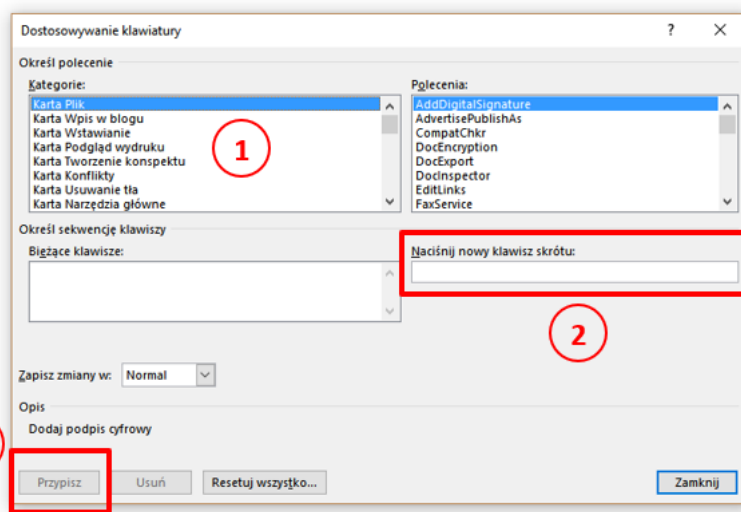 Dostosowywanie klawiatury
Określ polecenie
Kategorie:
Karta Plik
Karta Wpis w blogu
Karta Wstawianie
Karta Podgląd wydruku
Karta Tworzenie konspektu
Karta Konflikty
Karta Usuwanie tła
Karta Narzędzia główne
1
Polecenia:
AddDigitalSignature
AdvertisePublishAs
CompatChkr
DocEncryption
DocExport
DocInspector
EditLinks
FaxService
Określ sekwencję klawiszy
Bieżące klawisze:
Naciśnij nowy klawisz skrótu:
2
Zapisz zmiany w: Normal
Opis
Dodaj podpis cyfrowy
Przypisz Usuń Resetuj wszystko... Zamknij